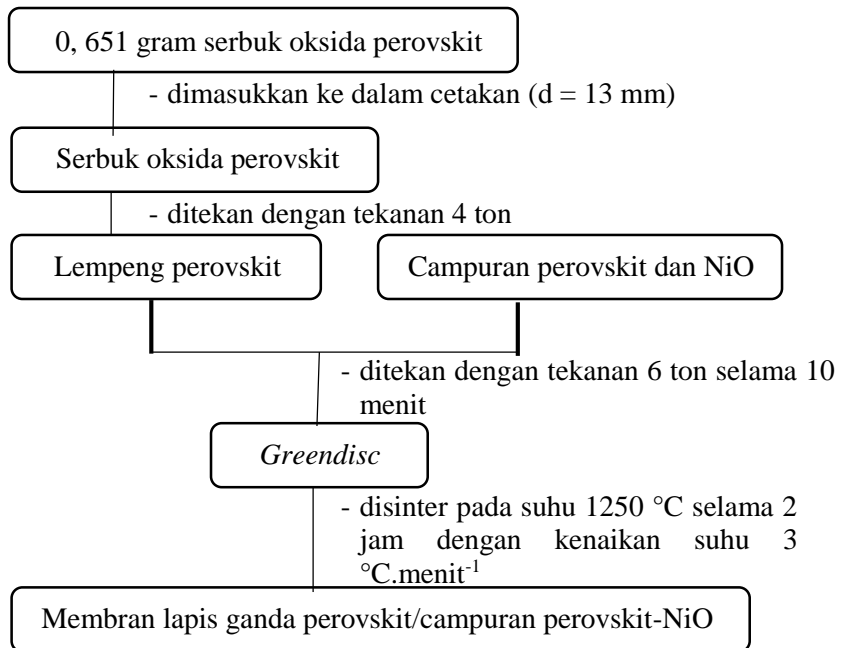 0, 651 gram serbuk oksida perovskit
- dimasukkan ke dalam cetakan (d = 13 mm)
Serbuk oksida perovskit
- ditekan dengan tekanan 4 ton
Lempeng perovskit
Campuran perovskit dan NiO
- ditekan dengan tekanan 6 ton selama 10
menit
Greendisc
- disinter pada suhu 1250 °C selama 2
jam dengan kenaikan suhu 3
°C.menit⁻¹
Membran lapis ganda perovskit/campuran perovskit-NiO